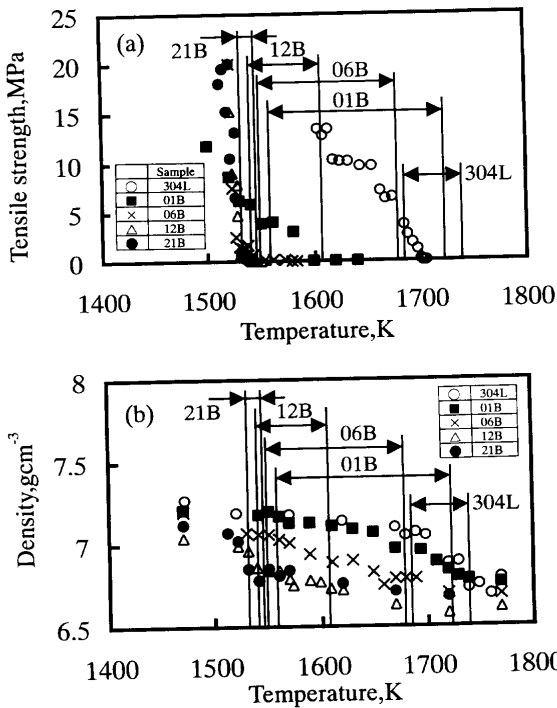 (a)
21B
12B
06B
01B
304L
Tensile strength,MPa
25
20
15
10
5
0
Sample
304L
01B
06B
12B
21B
1400 1500 1600 1700 1800
Temperature,K
(b)
21B
12B
06B
01B
304L
Density,gcm-3
8
7.5
7
6.5
304L
01B
06B
12B
21B
1400 1500 1600 1700 180
Temperature,K